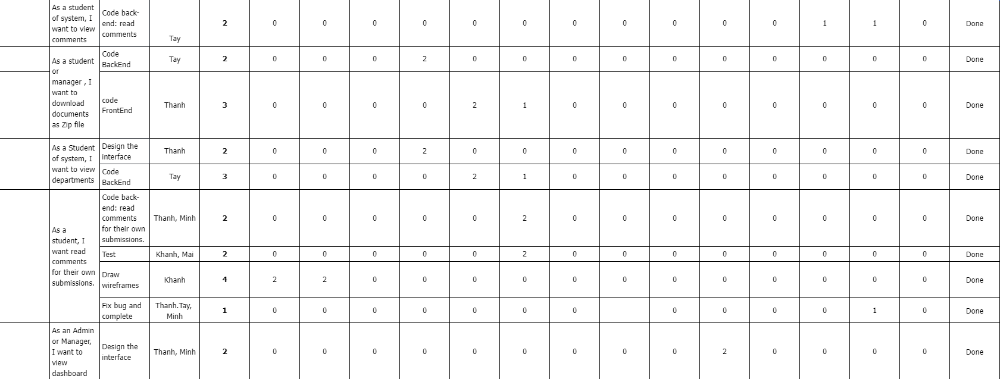 As a student
of system, I
want to view
comments
Code back-
end: read
comments
Tay
2 0 0 0 0 0 0 0 0 0 0 0 1 1 0 Done
As a student
or
manager , I
want to
download
documents
as Zip file
Code
BackEnd
Tay
2 0 0 0 2 0 0 0 0 0 0 0 0 0 0 Done
code
FrontEnd
Thanh
3 0 0 0 0 2 1 0 0 0 0 0 0 0 0 Done
As a Student
of system, I
want to view
departments
Design the
interface
Thanh
2 0 0 0 2 0 0 0 0 0 0 0 0 0 0 Done
Code
BackEnd
Tay
3 0 0 0 0 2 1 0 0 0 0 0 0 0 0 Done
As a
student, I
want read
comments
for their own
submissions.
Code back-
end: read
comments
for their own
submissions.
Thanh, Minh
2 0 0 0 0 0 2 0 0 0 0 0 0 0 0 Done
Test
Khanh, Mai
2 0 0 0 0 0 2 0 0 0 0 0 0 0 0 Done
Draw
wireframes
Khanh
4 2 2 0 0 0 0 0 0 0 0 0 0 0 0 Done
Fix bug and
complete
Thanh.Tay,
Minh
1 0 0 0 0 0 0 0 0 0 0 0 1 0 Done
As an Admin
or Manager,
I want to
view
dashboard
Design the
interface
Thanh, Minh
2 0 0 0 0 0 0 0 0 0 2 0 0 0 0 Done